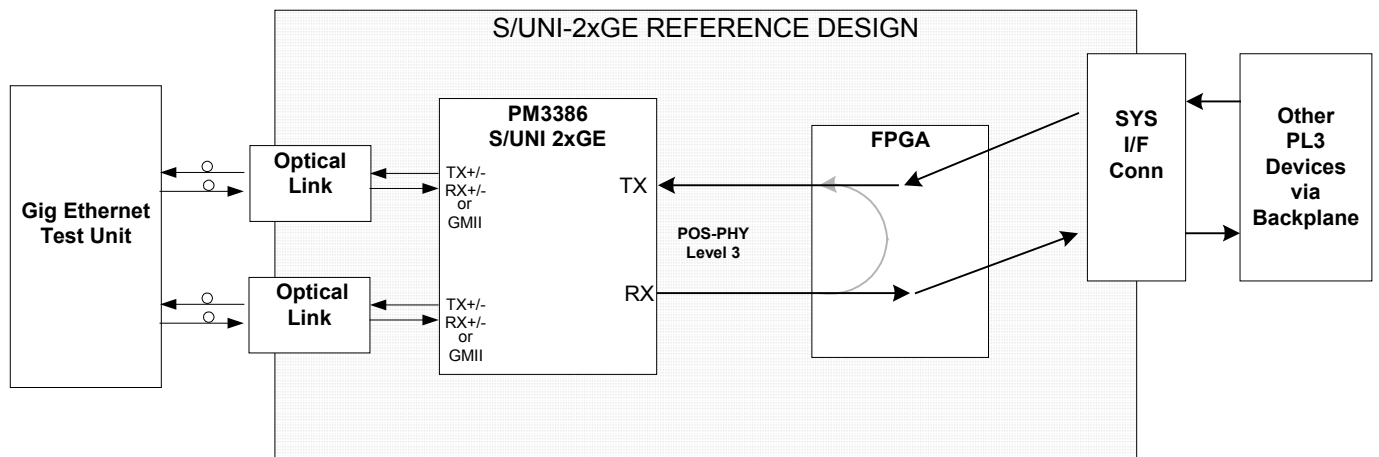 S/UNI-2xGE REFERENCE DESIGN
Gig Ethernet
Test Unit
Optical
Link
Optical
Link
PM3386
S/UNI 2xGE
TX+/-
RX+/-
or
GMII
TX+/-
RX+/-
or
GMII
TX
RX
POS-PHY
Level 3
FPGA
SYS
I/F
Conn
Other
PL3
Devices
via
Backplane